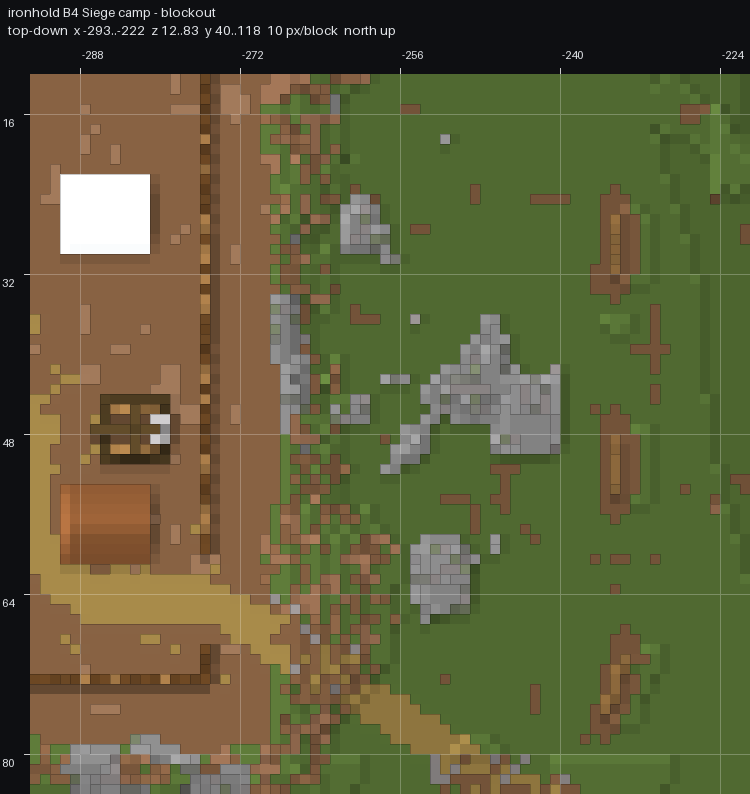 ironhold B4 Siege camp - blockout
top-down x -293..-222 z 12..83 y 40..118 10 px/block north up
-288 -272 -256 -240 -224
16
32
48
64
80